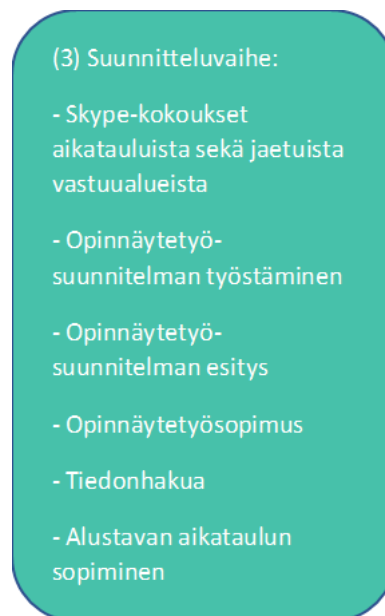 (3) Suunnitteluvaihe:
- Skype-kokoukset
aikatauluista sekä jaetuista
vastuualueista
- Opinnäytetyö-
suunnitelman työstäminen
- Opinnäytetyö-
suunnitelman esitys
- Opinnäytetyösopimus
- Tiedonhakua
- Alustavan aikataulun
sopiminen